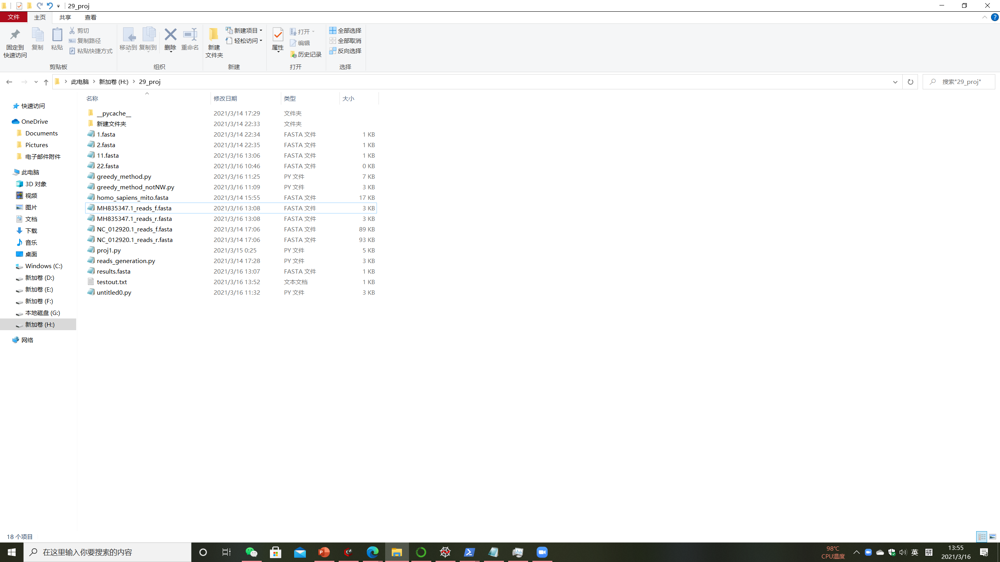 29_proj
文件 主页 共享 查看
固定到
快速访问
复制
粘贴
剪切
复制路径
粘贴快捷方式
剪贴板
移动到
复制到
删除
重命名
组织
新建
文件夹
新建项目
轻松访问
新建
属性
打开
编辑
历史记录
打开
全部选择
全部取消
反向选择
选择
此电脑 新加卷 (H:) 29_proj
搜索"29_proj"
快速访问
OneDrive
Documents
Pictures
电子邮件附件
此电脑
3D 对象
视频
图片
文档
下载
音乐
桌面
Windows (C:)
新加卷 (D:)
新加卷 (E:)
新加卷 (F:)
本地磁盘 (G:)
新加卷 (H:)
网络
名称 修改日期 类型 大小
__pycache__ 2021/3/14 17:29 文件夹
新建文件夹 2021/3/14 22:33 文件夹
1.fasta 2021/3/14 22:34 FASTA 文件 1 KB
2.fasta 2021/3/14 22:35 FASTA 文件 1 KB
11.fasta 2021/3/16 13:06 FASTA 文件 1 KB
22.fasta 2021/3/16 10:46 FASTA 文件 0 KB
greedy_method.py 2021/3/16 11:25 PY 文件 7 KB
greedy_method_notNW.py 2021/3/16 11:09 PY 文件 3 KB
homo_sapiens_mito.fasta 2021/3/14 15:55 FASTA 文件 17 KB
MH835347.1_reads_f.fasta 2021/3/16 13:08 FASTA 文件 3 KB
MH835347.1_reads_r.fasta 2021/3/16 13:08 FASTA 文件 3 KB
NC_012920.1_reads_f.fasta 2021/3/14 17:06 FASTA 文件 89 KB
NC_012920.1_reads_r.fasta 2021/3/14 17:06 FASTA 文件 93 KB
proj1.py 2021/3/15 0:25 PY 文件 5 KB
reads_generation.py 2021/3/14 17:28 PY 文件 3 KB
results.fasta 2021/3/16 13:07 FASTA 文件 1 KB
testout.txt 2021/3/16 13:52 文本文档 1 KB
untitled0.py 2021/3/16 11:32 PY 文件 3 KB
18 个项目
在这里输入你要搜索的内容
98℃
CPU温度
英
拼
13:55
2021/3/16